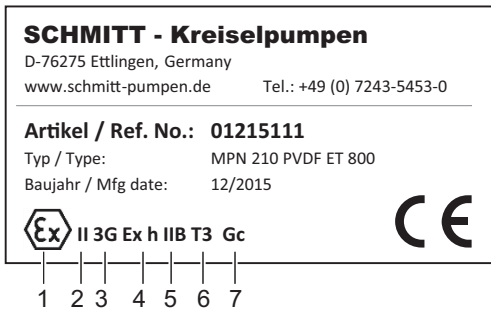 SCHMITT - Kreiselpumpen
D-76275 Ettlingen, Germany
www.schmitt-pumpen.de Tel.: +49 (0) 7243-5453-0
Artikel / Ref. No.: 01215111
Typ / Type: MPN 210 PVDF ET 800
Baujahr / Mfg date: 12/2015
Ex II 3G Ex h IIB T3 Gc CE
1 2 3 4 5 6 7